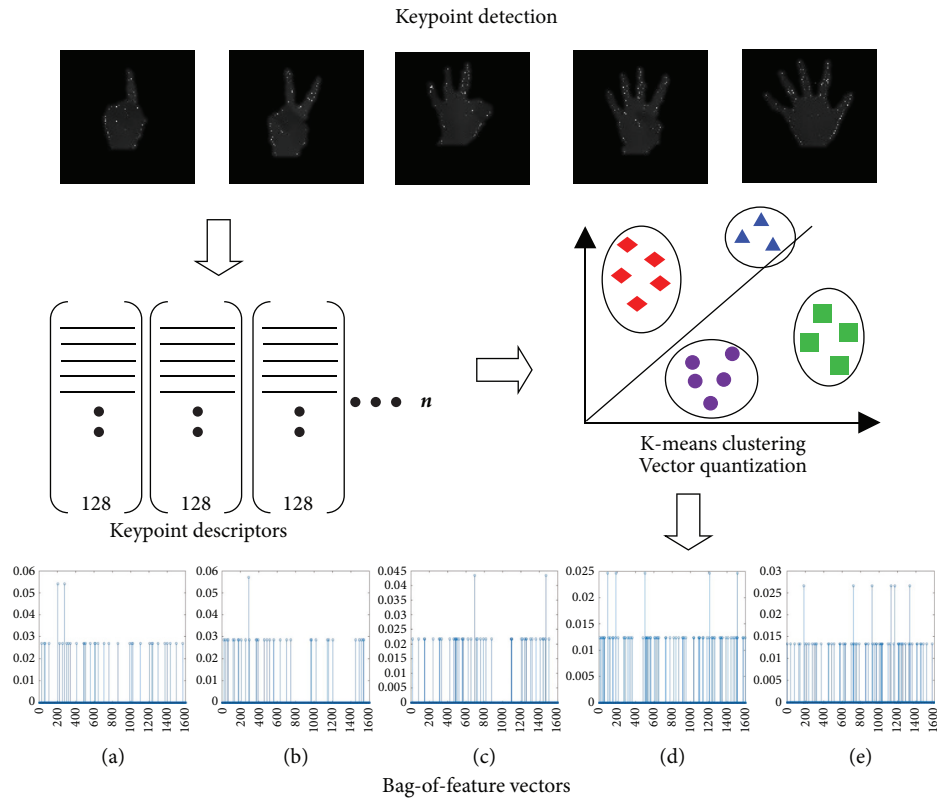 Keypoint detection
n
128 128 128
Keypoint descriptors
K-means clustering
Vector quantization
0.06
0.05
0.04
0.03
0.02
0.01
0
0 200 400 600 800 1000 1200 1400 1600
0.06
0.05
0.04
0.03
0.02
0.01
0
0 200 400 600 800 1000 1200 1400 1600
0.045
0.04
0.035
0.03
0.025
0.02
0.015
0.01
0.005
0
0 200 400 600 800 1000 1200 1400 1600
0.025
0.02
0.015
0.01
0.005
0
0 200 400 600 800 1000 1200 1400 1600
0.03
0.025
0.02
0.015
0.01
0.005
0
0 200 400 600 800 1000 1200 1400 1600
(a) (b) (c) (d) (e)
Bag-of-feature vectors